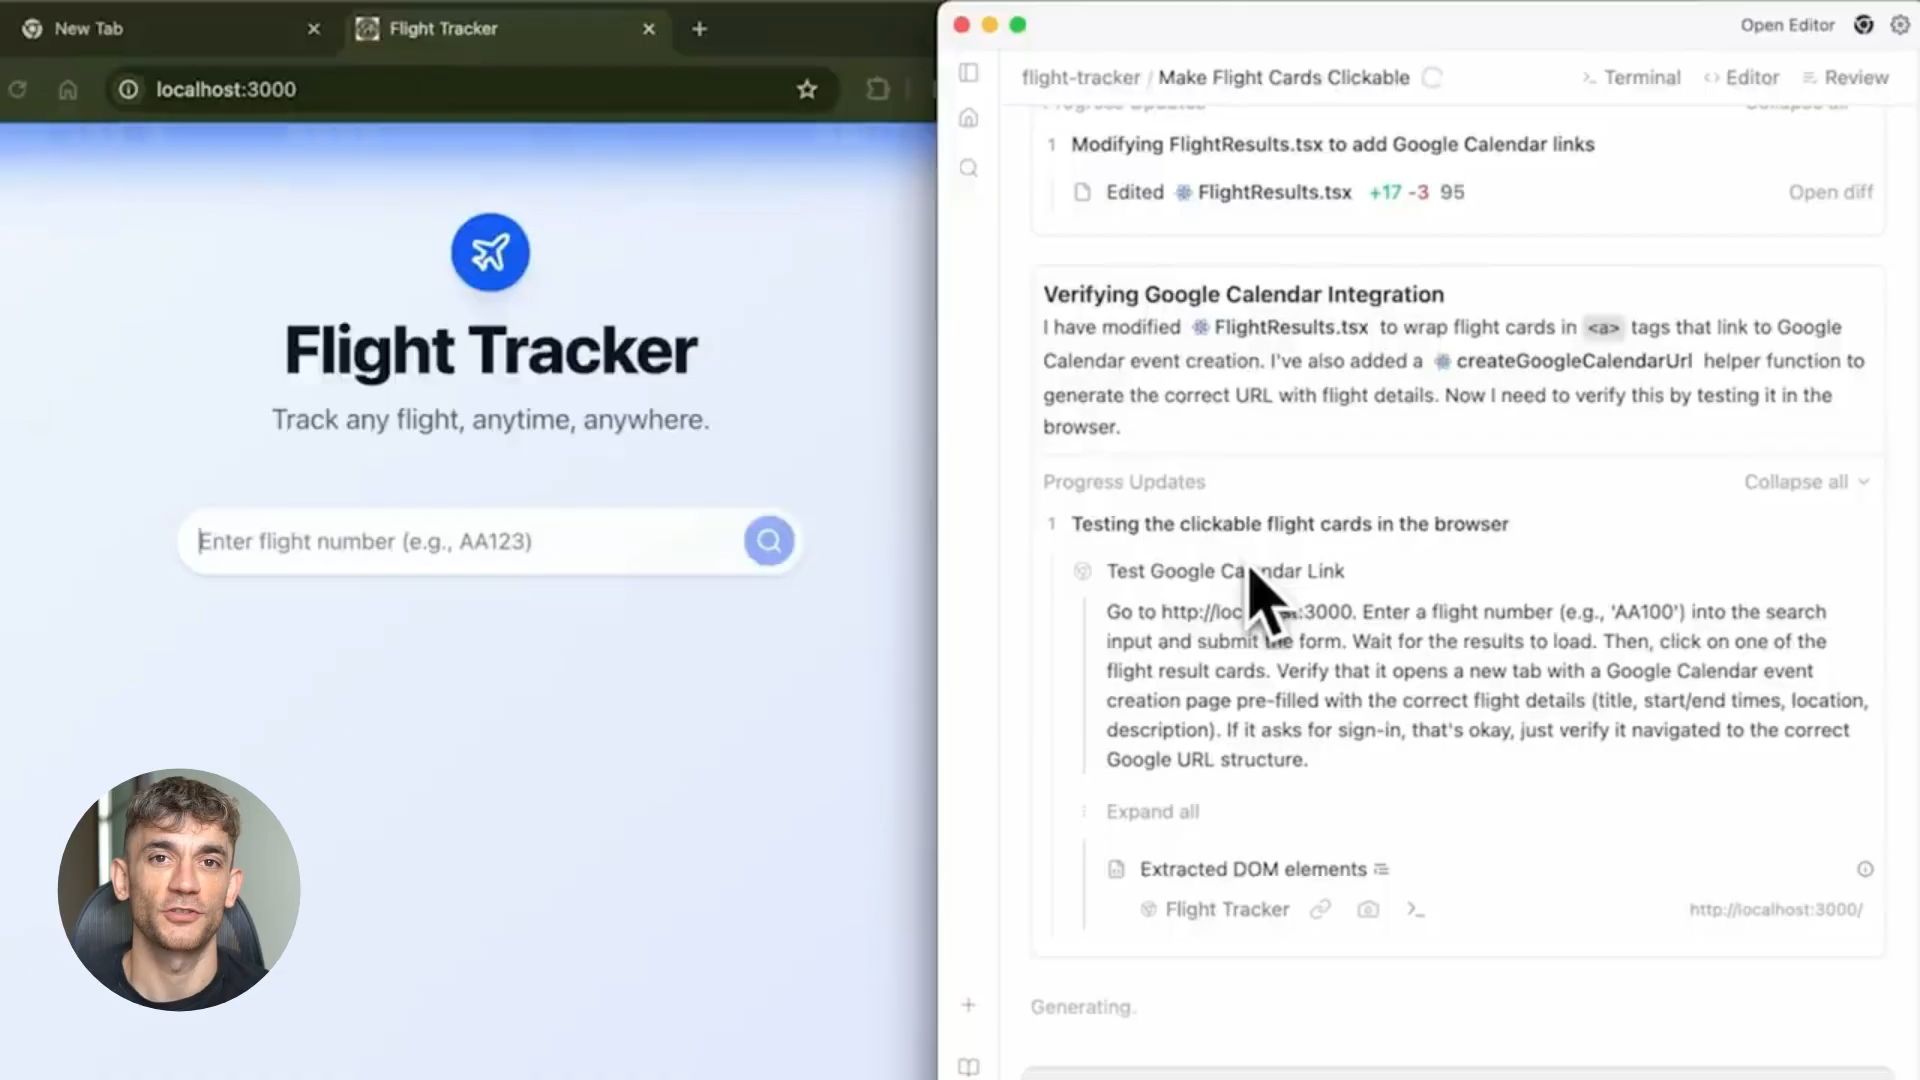 New Tab
Flight Tracker
localhost:3000
Flight Tracker
Track any flight, anytime, anywhere.
Enter flight number (e.g., AA123)
Open Editor
flight-tracker / Make Flight Cards Clickable
Terminal
Editor
Review
Progress Updates
Collapse all
1 Modifying FlightResults.tsx to add Google Calendar links
Edited FlightResults.tsx +17 -3 95
Open diff
Verifying Google Calendar Integration
I have modified FlightResults.tsx to wrap flight cards in <a> tags that link to Google
Calendar event creation. I've also added a createGoogleCalendarUrl helper function to
generate the correct URL with flight details. Now I need to verify this by testing it in the
browser.
Progress Updates
Collapse all
1 Testing the clickable flight cards in the browser
Test Google Calendar Link
Go to http://localhost:3000. Enter a flight number (e.g., 'AA100') into the search
input and submit the form. Wait for the results to load. Then, click on one of the
flight result cards. Verify that it opens a new tab with a Google Calendar event
creation page pre-filled with the correct flight details (title, start/end times, location,
description). If it asks for sign-in, that's okay, just verify it navigated to the correct
Google URL structure.
Expand all
Extracted DOM elements
Flight Tracker
http://localhost:3000/
Generating.